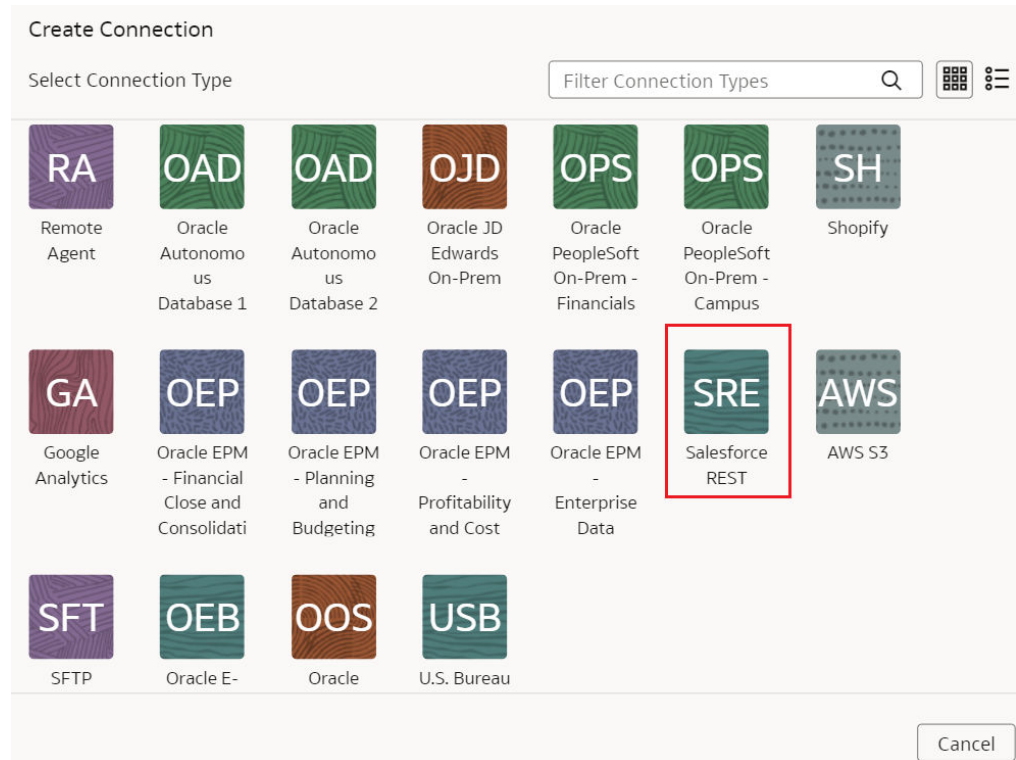 Create Connection
Select Connection Type
Filter Connection Types
RA
OAD
OAD
OJD
OPS
OPS
SH
Remote
Agent
Oracle
Autonomo
us
Database 1
Oracle
Autonomo
us
Database 2
Oracle JD
Edwards
On-Prem
Oracle
PeopleSoft
On-Prem -
Financials
Oracle
PeopleSoft
On-Prem -
Campus
Shopify
GA
OEP
OEP
OEP
OEP
SRE
AWS
Google
Analytics
Oracle EPM
- Financial
Close and
Consolidati
Oracle EPM
- Planning
and
Budgeting
Oracle EPM
-
Profitability
and Cost
Oracle EPM
-
Enterprise
Data
Salesforce
REST
AWS S3
SFT
OEB
OOS
USB
SFTP
Oracle E-
Oracle
U.S. Bureau
Cancel